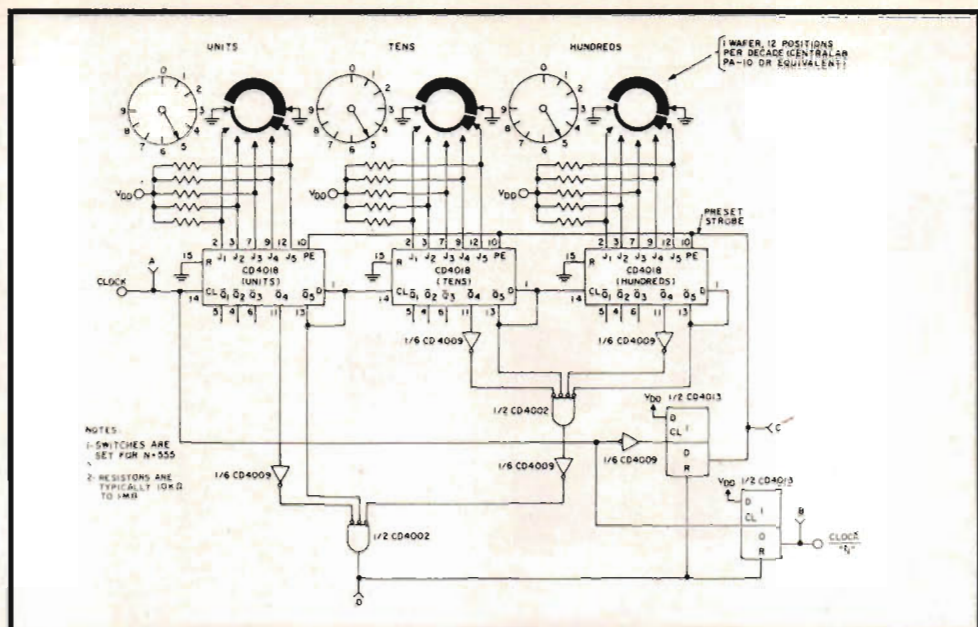 UNITS
TENS
HUNDREDS
1 WAFER, 12 POSITIONS
PER DECADE (CENTRALAB
PA-10 OR EQUIVALENT)
0 1 2 3 4 5 6 7 8 9
0 1 2 3 4 5 6 7 8 9
0 1 2 3 4 5 6 7 8 9
VDD
VDD
VDD
PRESET
STROBE
2 3 7 9 12 10
2 3 7 9 12 10
2 3 7 9 12 10
15 R J1 J2 J3 J4 J5 PE
15 R J1 J2 J3 J4 J5 PE
15 R J1 J2 J3 J4 J5 PE
CD4018
(UNITS)
CD4018
(TENS)
CD4018
(HUNDREDS)
A
CLOCK
14 CL Q̅1 Q̅2 Q̅3 Q̅4 Q̅5 D 1
14 CL Q̅1 Q̅2 Q̅3 Q̅4 Q̅5 D 1
14 CL Q̅1 Q̅2 Q̅3 Q̅4 Q̅5 D 1
5 4 6 11 13
5 4 6 11 13
5 4 6 11 13
1/6 CD4009
1/6 CD4009
1/2 CD4002
VDD
1/2 CD4013
D
CL 1
R
C
1/6 CD4009
NOTES:
1- SWITCHES ARE
SET FOR N=555
2- RESISTORS ARE
TYPICALLY 10KΩ
TO 1MΩ
1/6 CD4009
1/6 CD4009
VDD
1/2 CD4013
D
CL 1
R
B
CLOCK
"N"
1/2 CD4002
D